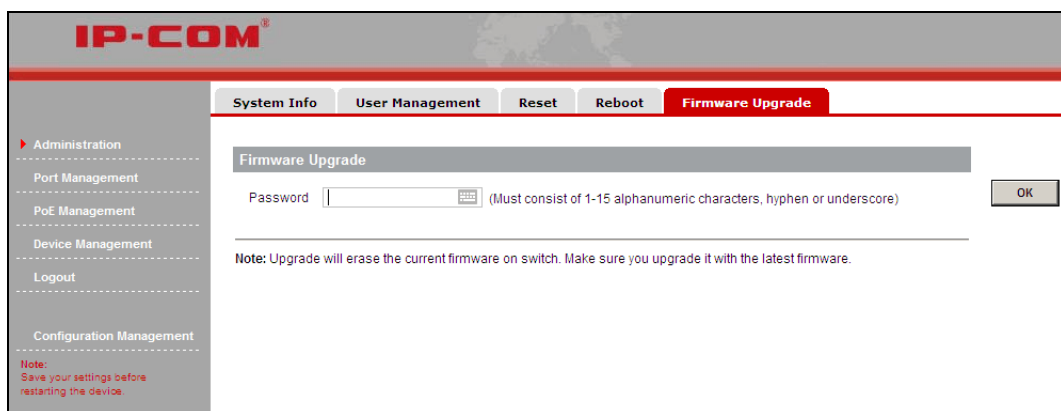 IP-COM®
System Info
User Management
Reset
Reboot
Firmware Upgrade
Administration
Port Management
PoE Management
Device Management
Logout
Configuration Management
Note:
Save your settings before
restarting the device.
Firmware Upgrade
Password
(Must consist of 1-15 alphanumeric characters, hyphen or underscore)
OK
Note: Upgrade will erase the current firmware on switch. Make sure you upgrade it with the latest firmware.